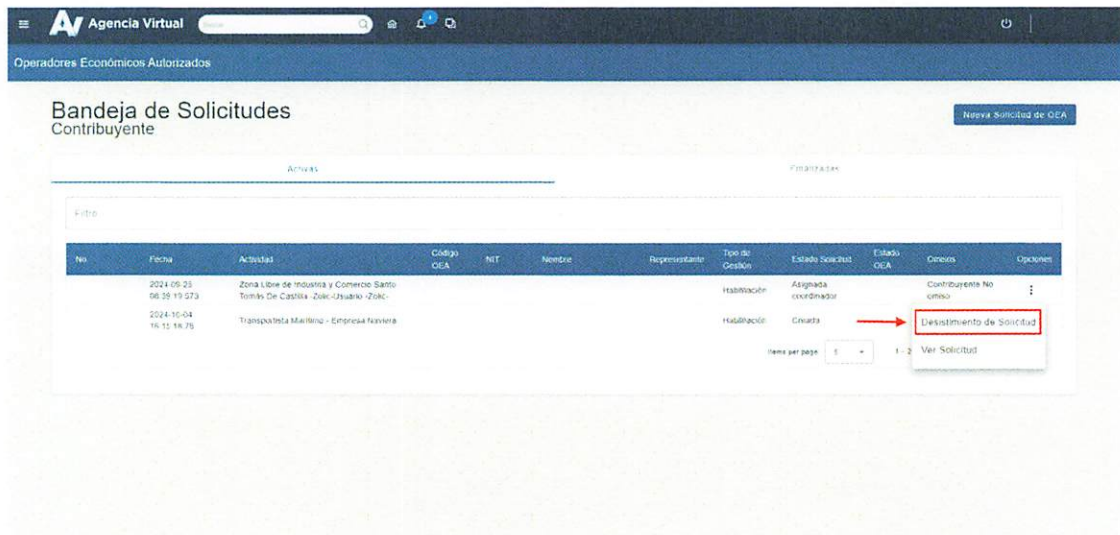 Agencia Virtual
Operadores Económicos Autorizados
Bandeja de Solicitudes
Contribuyente
Nueva Solicitud de OEA
Activas Finalizadas
Filtro
No. Fecha Actividad Código OEA NIT Nombre Representante Tipo de Gestión Estado Solicitud Estado OEA Omisos Opciones
2024-09-25 Zona Libre de Industria y Comercio Santo Habilitación Asignada Contribuyente No
Tomás De Castilla -Zolic-Usuario -Zolic- coordinador omiso
2024-10-04 Transportista Marítimo - Empresa Naviera Habilitación Creada
Desistimiento de Solicitud
Items per page 5 1 - 2
Ver Solicitud